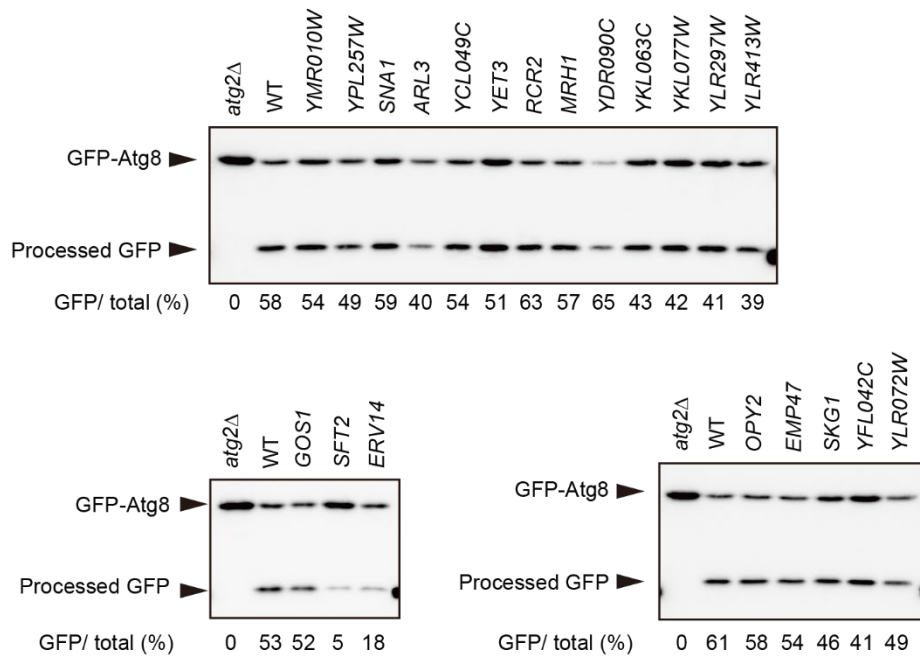 atg2Δ WT YMR010W YPL257W SNA1 ARL3 YCL049C YET3 RCR2 MRH1 YDR090C YKL063C YKL077W YLR297W YLR413W
GFP-Atg8
Processed GFP
GFP/ total (%) 0 58 54 49 59 40 54 51 63 57 65 43 42 41 39
atg2Δ WT GOS1 SFT2 ERV14
GFP-Atg8
Processed GFP
GFP/ total (%) 0 53 52 5 18
atg2Δ WT OPY2 EMP47 SKG1 YFL042C YLR072W
GFP-Atg8
Processed GFP
GFP/ total (%) 0 61 58 54 46 41 49